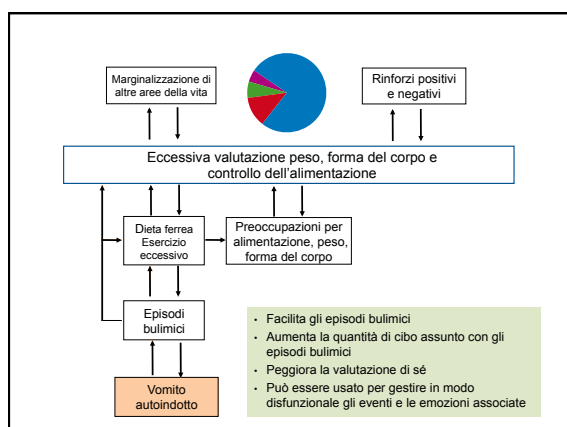 Marginalizzazione di
altre aree della vita
Rinforzi positivi
e negativi
Eccessiva valutazione peso, forma del corpo e
controllo dell'alimentazione
Dieta ferrea
Esercizio
eccessivo
Preoccupazioni per
alimentazione, peso,
forma del corpo
Episodi
bulimici
Vomito
autoindotto
• Facilita gli episodi bulimici
• Aumenta la quantità di cibo assunto con gli
episodi bulimici
• Peggiora la valutazione di sé
• Può essere usato per gestire in modo
disfunzionale gli eventi e le emozioni associate